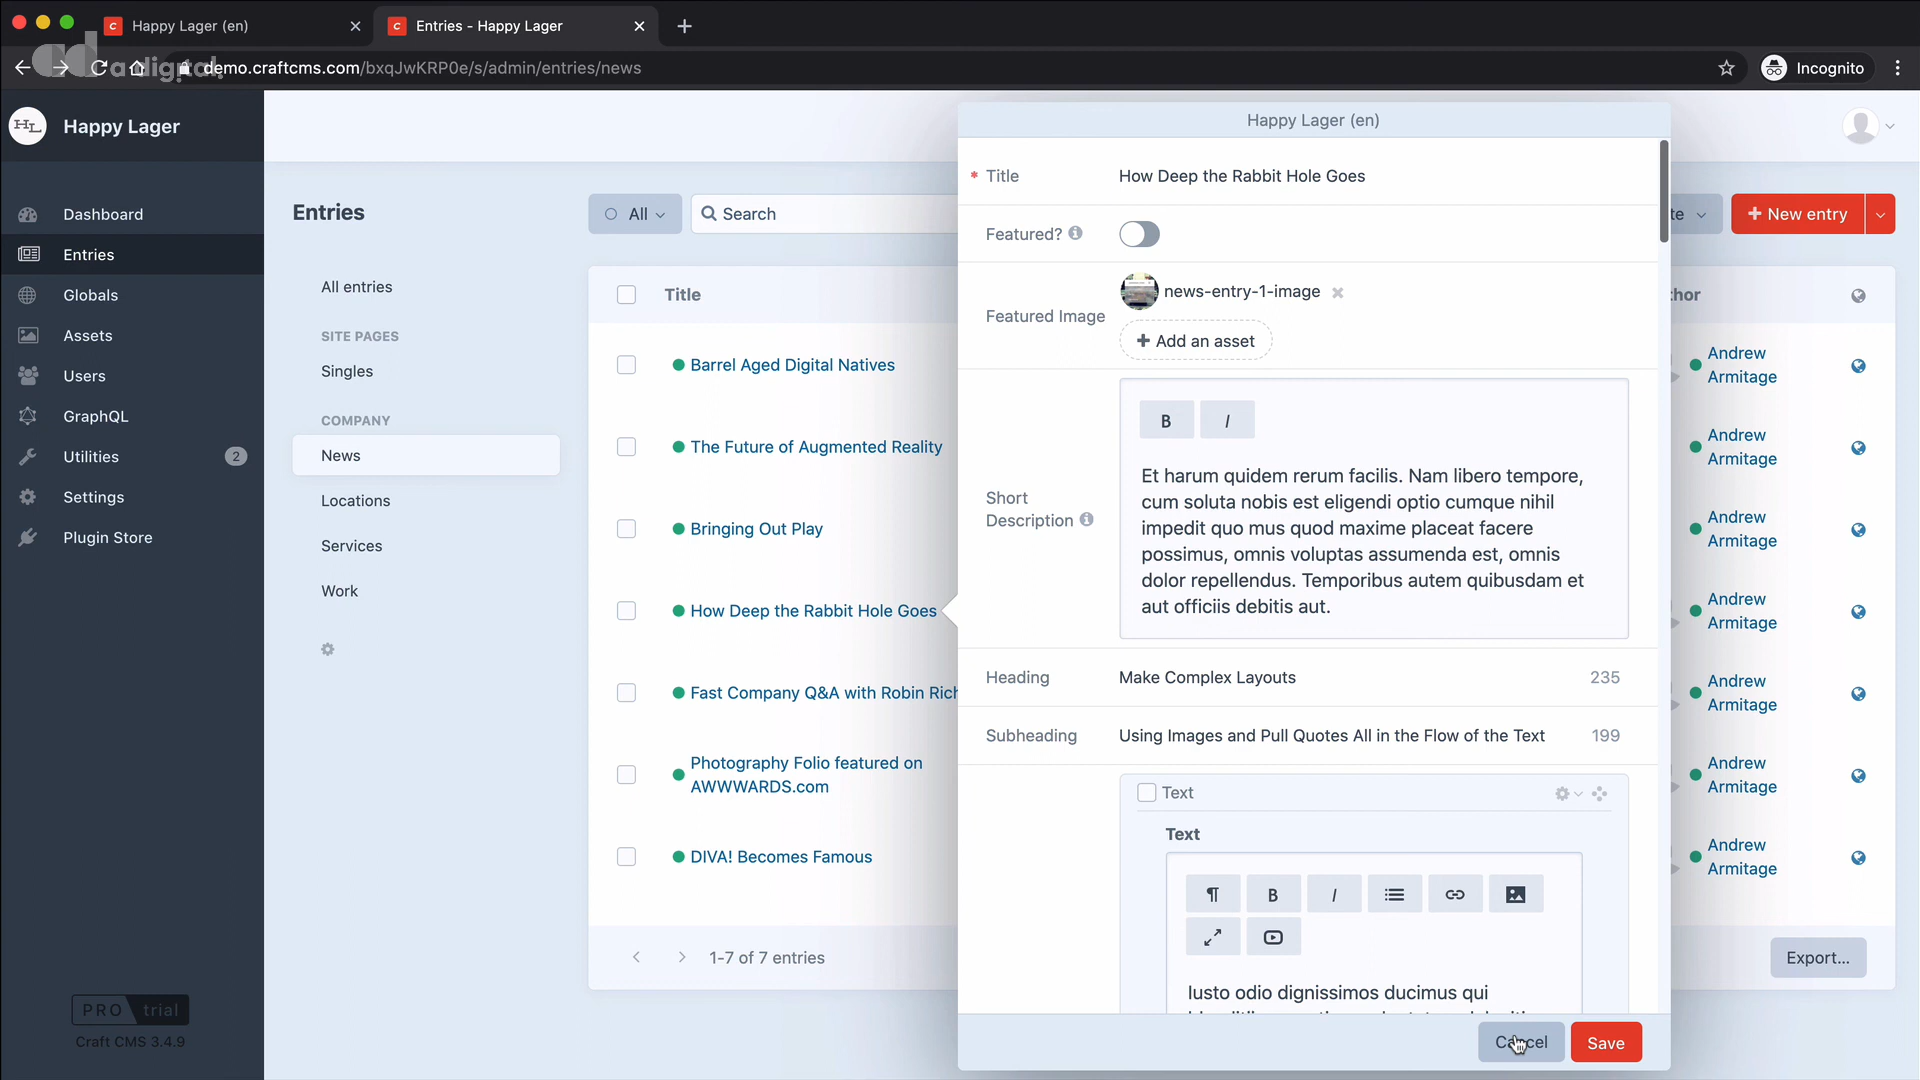 Happy Lager (en)
Entries - Happy Lager
adigital
demo.craftcms.com/bxqJwKRP0e/s/admin/entries/news
Incognito
HL
Happy Lager
Dashboard
Entries
Globals
Assets
Users
GraphQL
Utilities
2
Settings
Plugin Store
PRO trial
Craft CMS 3.4.9
Entries
All entries
SITE PAGES
Singles
COMPANY
News
Locations
Services
Work
All
Search
te
+ New entry
Title
hor
Barrel Aged Digital Natives
The Future of Augmented Reality
Bringing Out Play
How Deep the Rabbit Hole Goes
Fast Company Q&A with Robin Rich
Photography Folio featured on
AWWWARDS.com
DIVA! Becomes Famous
1-7 of 7 entries
Happy Lager (en)
* Title
How Deep the Rabbit Hole Goes
Featured?
Featured Image
news-entry-1-image
+ Add an asset
Short
Description
B I
Et harum quidem rerum facilis. Nam libero tempore,
cum soluta nobis est eligendi optio cumque nihil
impedit quo mus quod maxime placeat facere
possimus, omnis voluptas assumenda est, omnis
dolor repellendus. Temporibus autem quibusdam et
aut officiis debitis aut.
Heading
Make Complex Layouts
235
Subheading
Using Images and Pull Quotes All in the Flow of the Text
199
Text
Text
¶ B I
Iusto odio dignissimos ducimus qui
Cancel
Save
Andrew
Armitage
Andrew
Armitage
Andrew
Armitage
Andrew
Armitage
Andrew
Armitage
Andrew
Armitage
Andrew
Armitage
Export...